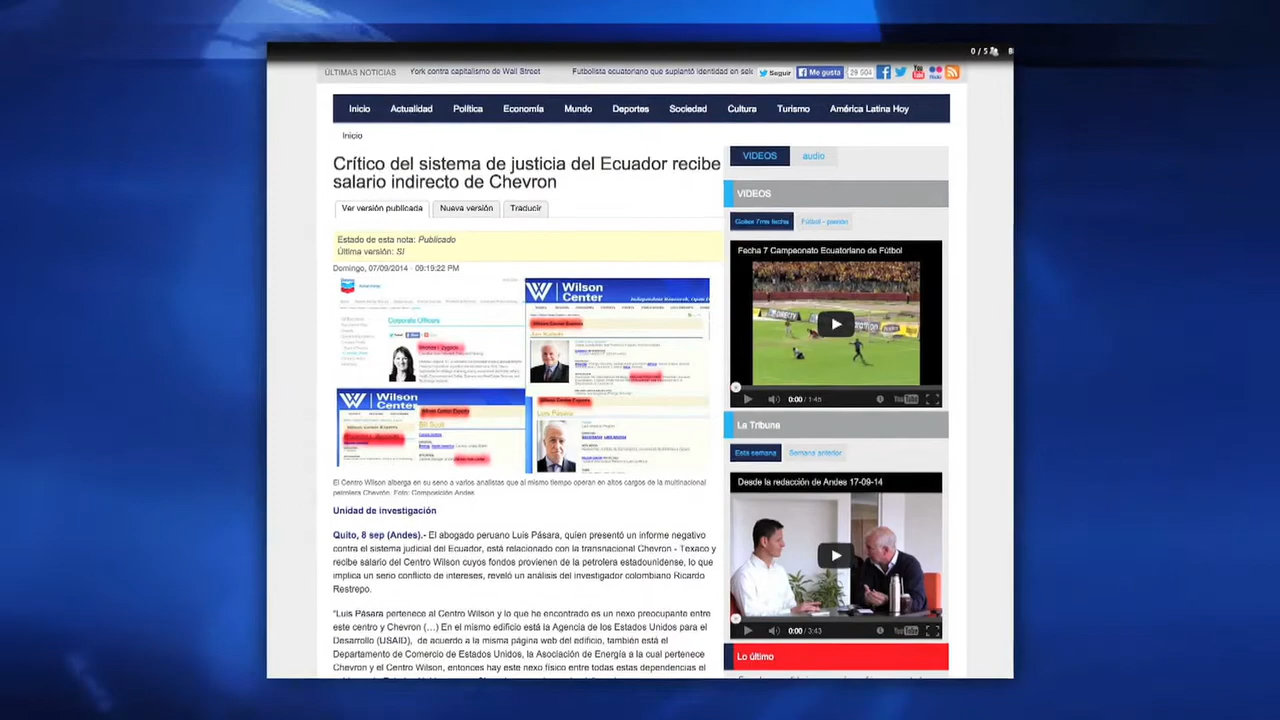 0 / 5
ÚLTIMAS NOTICIAS
York contra capitalismo de Wall Street
Futbolista ecuatoriano que suplantó identidad en sele
Seguir
Me gusta
29 504
Inicio
Actualidad
Política
Economía
Mundo
Deportes
Sociedad
Cultura
Turismo
América Latina Hoy
Inicio
Crítico del sistema de justicia del Ecuador recibe
salario indirecto de Chevron
Ver versión publicada
Nueva versión
Traducir
Estado de esta nota: Publicado
Última versión: Sí
Domingo, 07/09/2014 - 09:19:22 PM
Corporate Officers
Wilson
Center
Wilson
Center
Bill Scott
Luis Pásara
El Centro Wilson alberga en su seno a varios analistas que al mismo tiempo operan en altos cargos de la multinacional
petrolera Chevrón. Foto: Composición Andes
Unidad de investigación
Quito, 8 sep (Andes).- El abogado peruano Luis Pásara, quien presentó un informe negativo
contra el sistema judicial del Ecuador, está relacionado con la transnacional Chevron - Texaco y
recibe salario del Centro Wilson cuyos fondos provienen de la petrolera estadounidense, lo que
implica un serio conflicto de intereses, reveló un análisis del investigador colombiano Ricardo
Restrepo.
“Luis Pásara pertenece al Centro Wilson y lo que he encontrado es un nexo preocupante entre
este centro y Chevron (…) En el mismo edificio está la Agencia de los Estados Unidos para el
Desarrollo (USAID), de acuerdo a la misma página web del edificio, también está el
Departamento de Comercio de Estados Unidos, la Asociación de Energía a la cual pertenece
Chevron y el Centro Wilson, entonces hay este nexo físico entre todas estas dependencias el
VIDEOS
audio
VIDEOS
Goles 7ma fecha
Fútbol - pasión
Fecha 7 Campeonato Ecuatoriano de Fútbol
0:00 / 1:45
YouTube
La Tribuna
Esta semana
Semana anterior
Desde la redacción de Andes 17-09-14
0:00 / 3:43
YouTube
Lo último